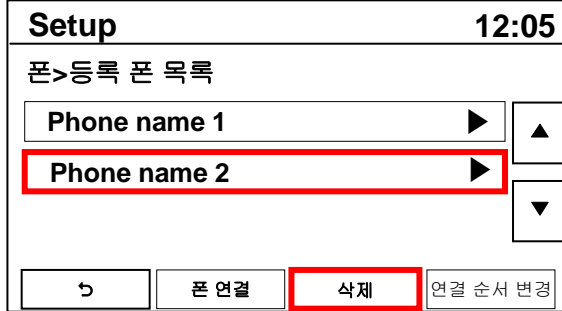 Setup 12:05
폰>등록 폰 목록
Phone name 1 ▶
▲
Phone name 2 ▶
▼
폰 연결 삭제 연결 순서 변경